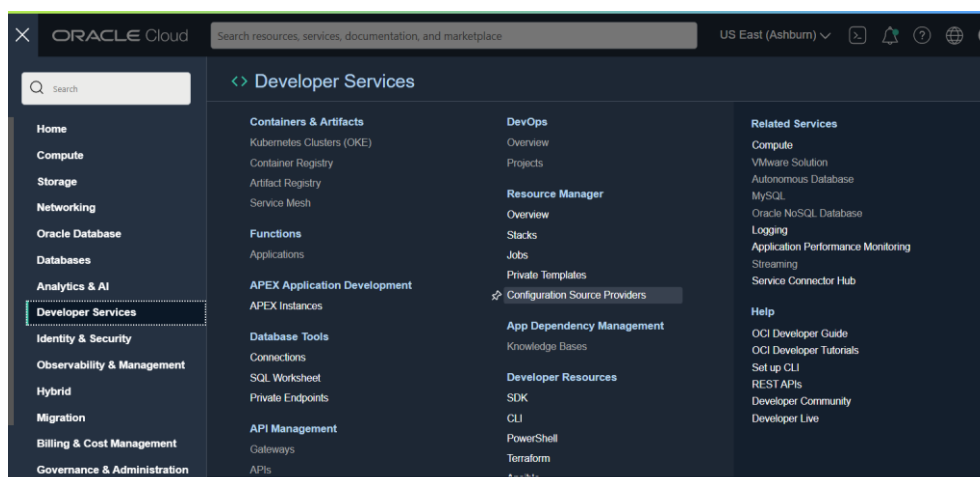 ORACLE Cloud
Search resources, services, documentation, and marketplace
US East (Ashburn)
Search
Home
Compute
Storage
Networking
Oracle Database
Databases
Analytics & AI
Developer Services
Identity & Security
Observability & Management
Hybrid
Migration
Billing & Cost Management
Governance & Administration
Developer Services
Containers & Artifacts
Kubernetes Clusters (OKE)
Container Registry
Artifact Registry
Service Mesh
Functions
Applications
APEX Application Development
APEX Instances
Database Tools
Connections
SQL Worksheet
Private Endpoints
API Management
Gateways
APIs
DevOps
Overview
Projects
Resource Manager
Overview
Stacks
Jobs
Private Templates
Configuration Source Providers
App Dependency Management
Knowledge Bases
Developer Resources
SDK
CLI
PowerShell
Terraform
Related Services
Compute
VMware Solution
Autonomous Database
MySQL
Oracle NoSQL Database
Logging
Application Performance Monitoring
Streaming
Service Connector Hub
Help
OCI Developer Guide
OCI Developer Tutorials
Set up CLI
REST APIs
Developer Community
Developer Live